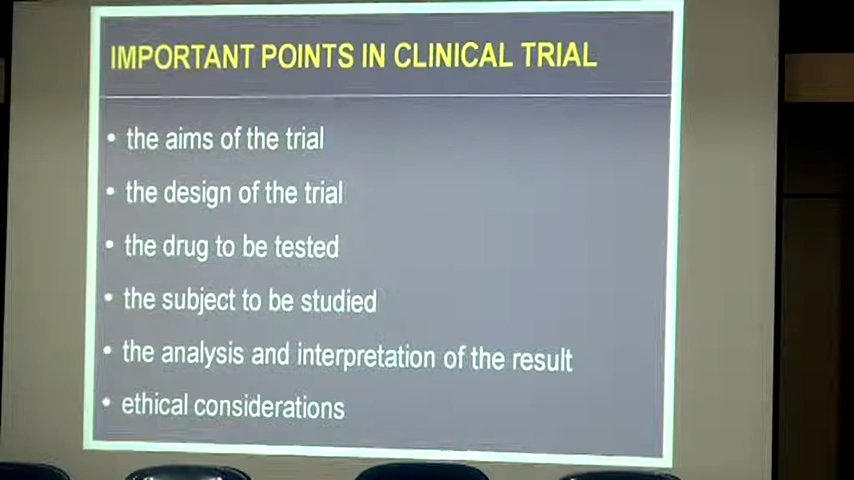 IMPORTANT POINTS IN CLINICAL TRIAL
• the aims of the trial
• the design of the trial
• the drug to be tested
• the subject to be studied
• the analysis and interpretation of the result
• ethical considerations